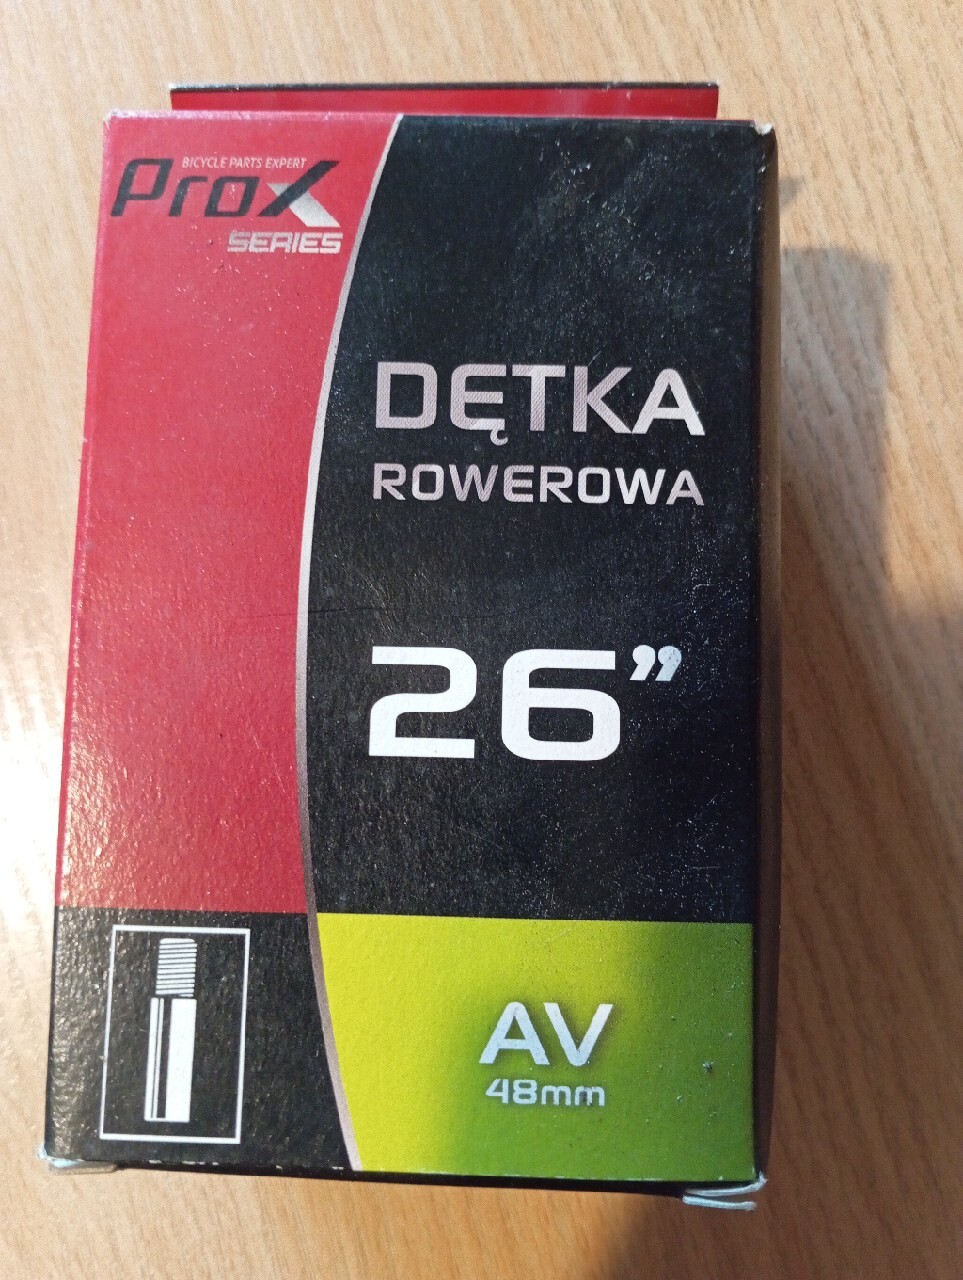 BICYCLE PARTS EXPERT
ProX
SERIES
DĘTKA
ROWEROWA
26”
AV
48mm